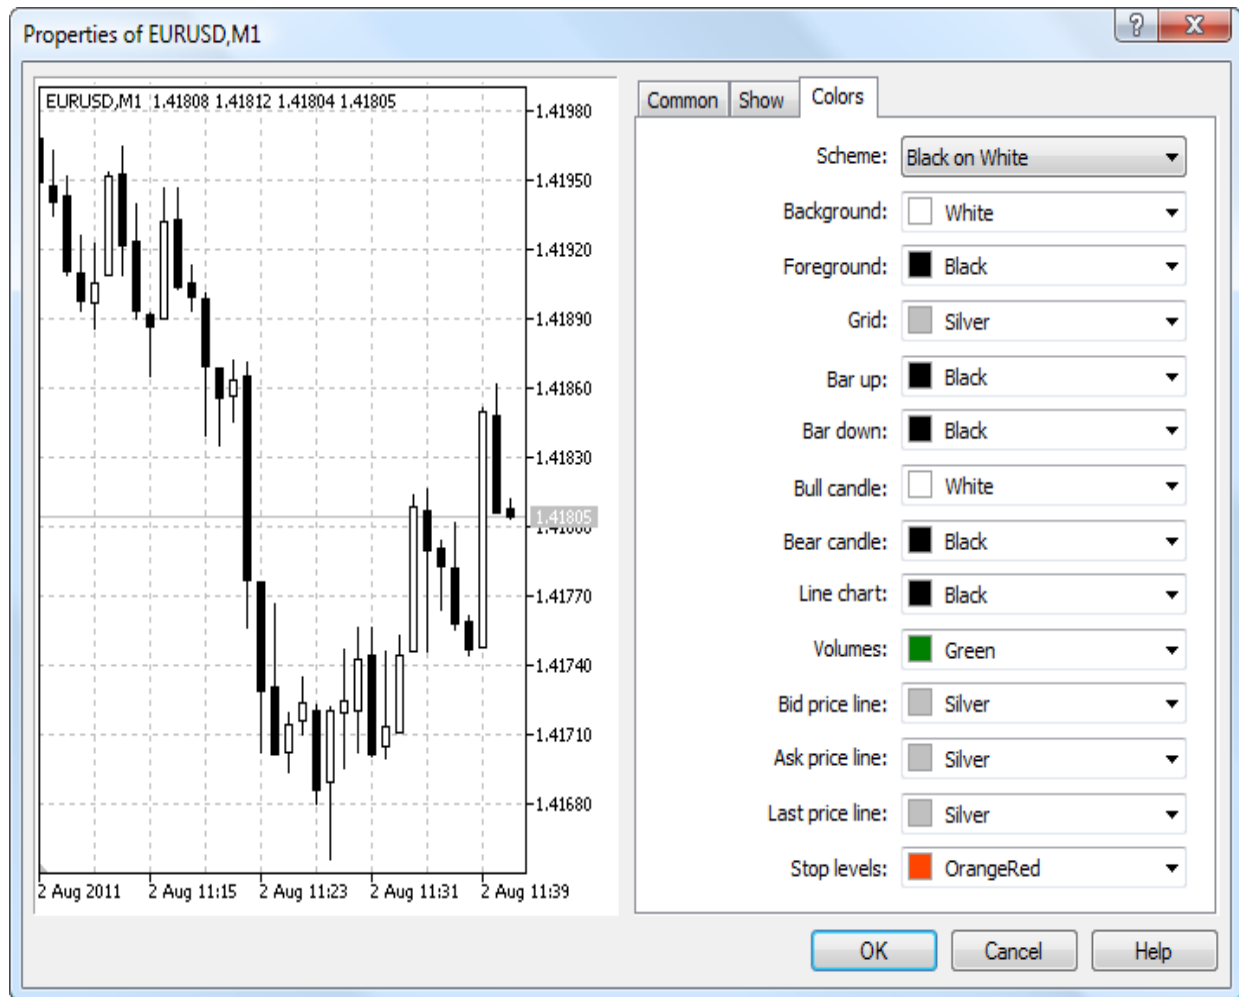 Properties of EURUSD,M1
EURUSD,M1 1.41808 1.41812 1.41804 1.41805
1.41980
1.41950
1.41920
1.41890
1.41860
1.41830
1.41805
1.41800
1.41770
1.41740
1.41710
1.41680
2 Aug 2011 2 Aug 11:15 2 Aug 11:23 2 Aug 11:31 2 Aug 11:39
Common Show Colors
Scheme: Black on White
Background: White
Foreground: Black
Grid: Silver
Bar up: Black
Bar down: Black
Bull candle: White
Bear candle: Black
Line chart: Black
Volumes: Green
Bid price line: Silver
Ask price line: Silver
Last price line: Silver
Stop levels: OrangeRed
OK Cancel Help